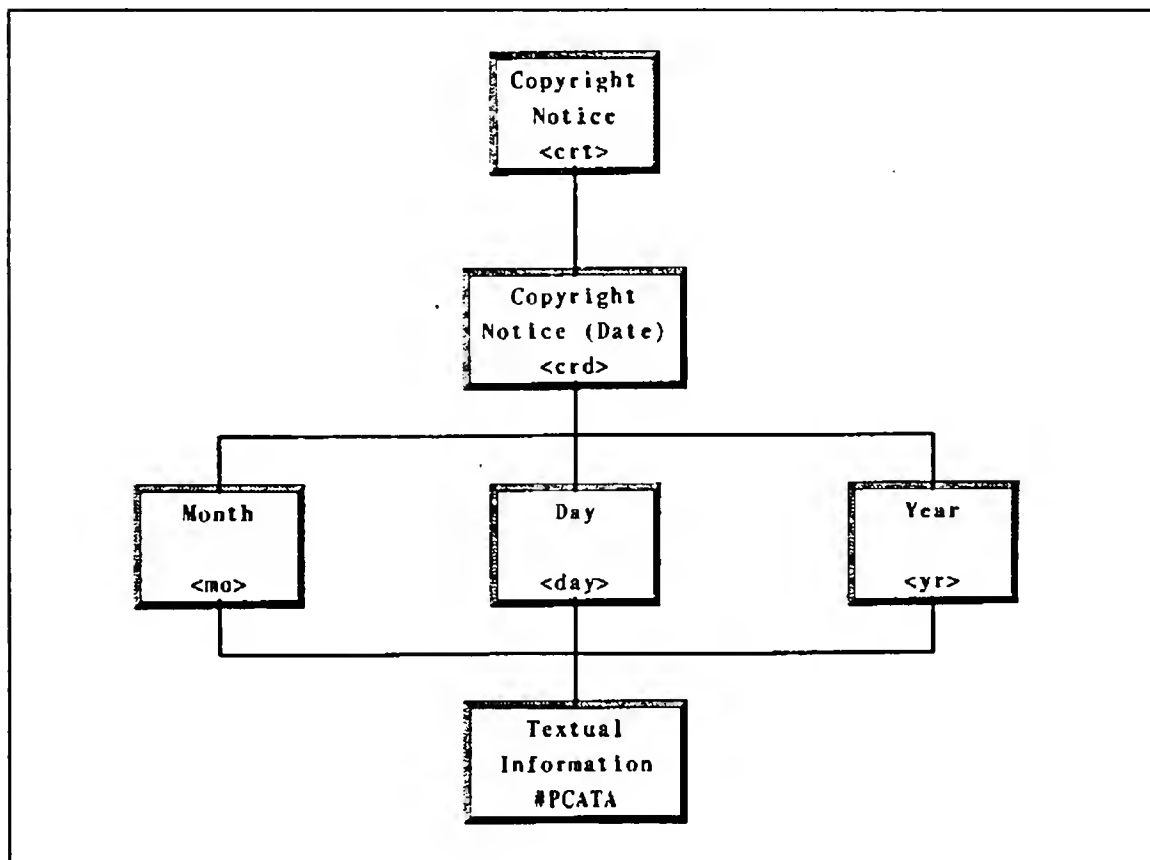 Copyright
Notice
<crt>
Copyright
Notice (Date)
<crd>
Month
<mo>
Day
<day>
Year
<yr>
Textual
Information
#PCATA